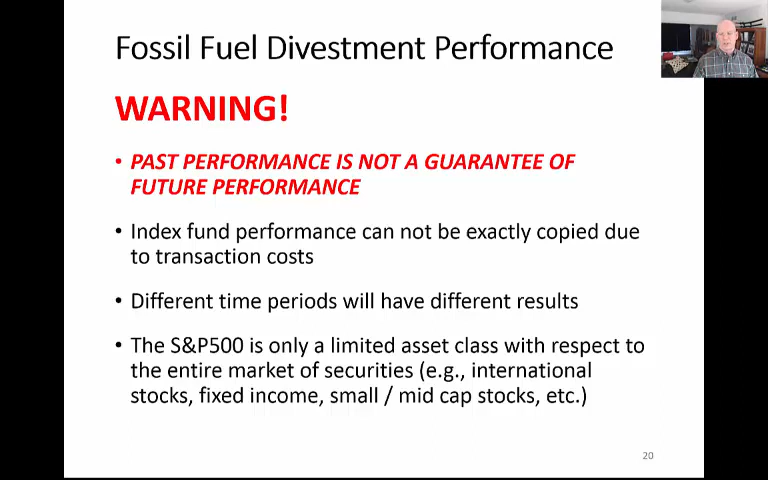 Fossil Fuel Divestment Performance
WARNING!
• PAST PERFORMANCE IS NOT A GUARANTEE OF
FUTURE PERFORMANCE
• Index fund performance can not be exactly copied due
to transaction costs
• Different time periods will have different results
• The S&P500 is only a limited asset class with respect to
the entire market of securities (e.g., international
stocks, fixed income, small / mid cap stocks, etc.)
20